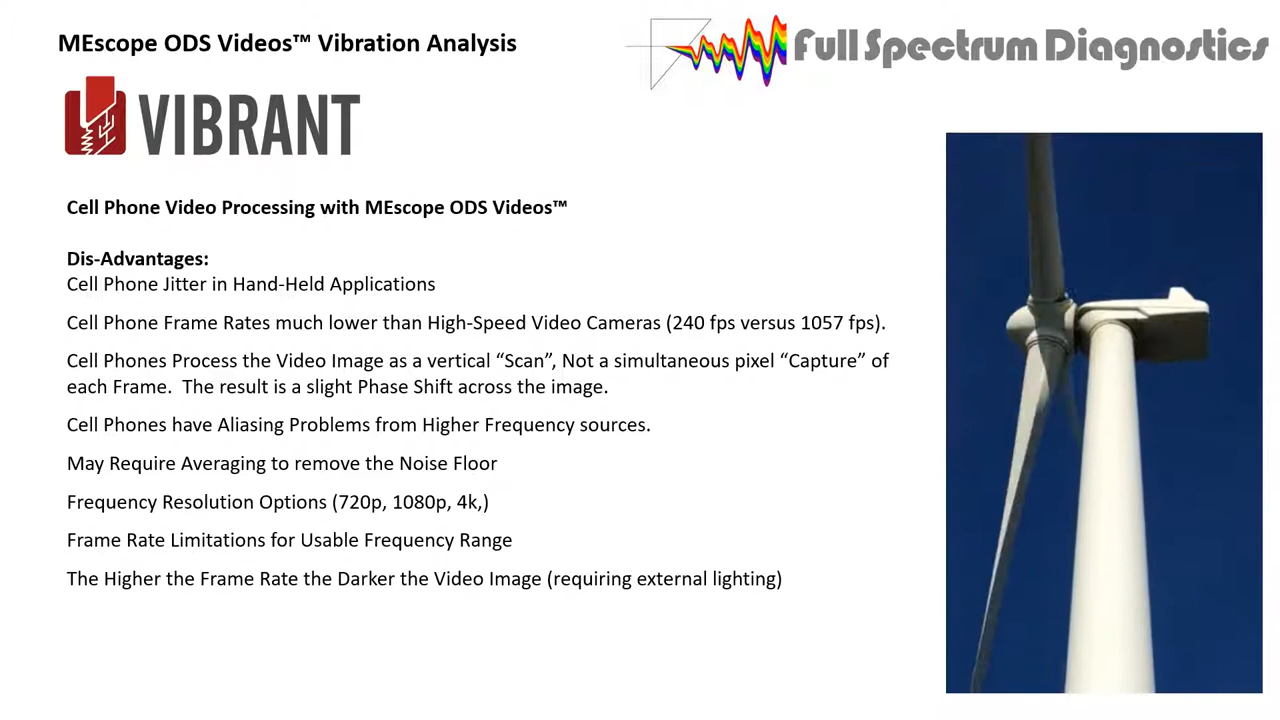 MEscope ODS Videos™ Vibration Analysis
Full Spectrum Diagnostics
VIBRANT
Cell Phone Video Processing with MEscope ODS Videos™
Dis-Advantages:
Cell Phone Jitter in Hand-Held Applications
Cell Phone Frame Rates much lower than High-Speed Video Cameras (240 fps versus 1057 fps).
Cell Phones Process the Video Image as a vertical “Scan”, Not a simultaneous pixel “Capture” of
each Frame.  The result is a slight Phase Shift across the image.
Cell Phones have Aliasing Problems from Higher Frequency sources.
May Require Averaging to remove the Noise Floor
Frequency Resolution Options (720p, 1080p, 4k,)
Frame Rate Limitations for Usable Frequency Range
The Higher the Frame Rate the Darker the Video Image (requiring external lighting)